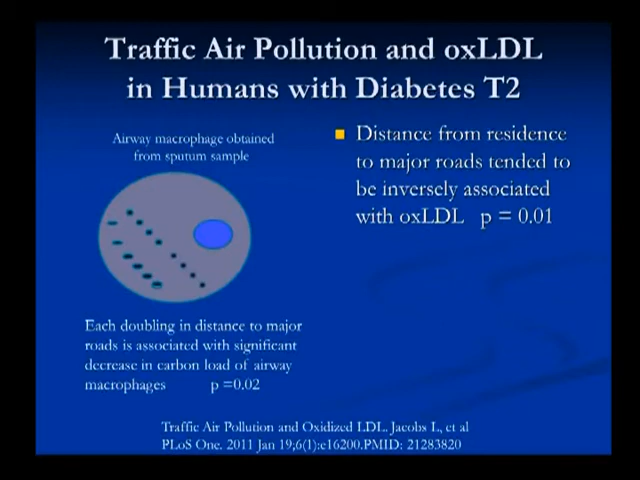 Traffic Air Pollution and oxLDL
in Humans with Diabetes T2
Airway macrophage obtained
from sputum sample
Distance from residence
to major roads tended to
be inversely associated
with oxLDL p = 0.01
Each doubling in distance to major
roads is associated with significant
decrease in carbon load of airway
macrophages p =0.02
Traffic Air Pollution and Oxidized LDL. Jacobs L, et al
PLoS One. 2011 Jan 19;6(1):e16200.PMID: 21283820